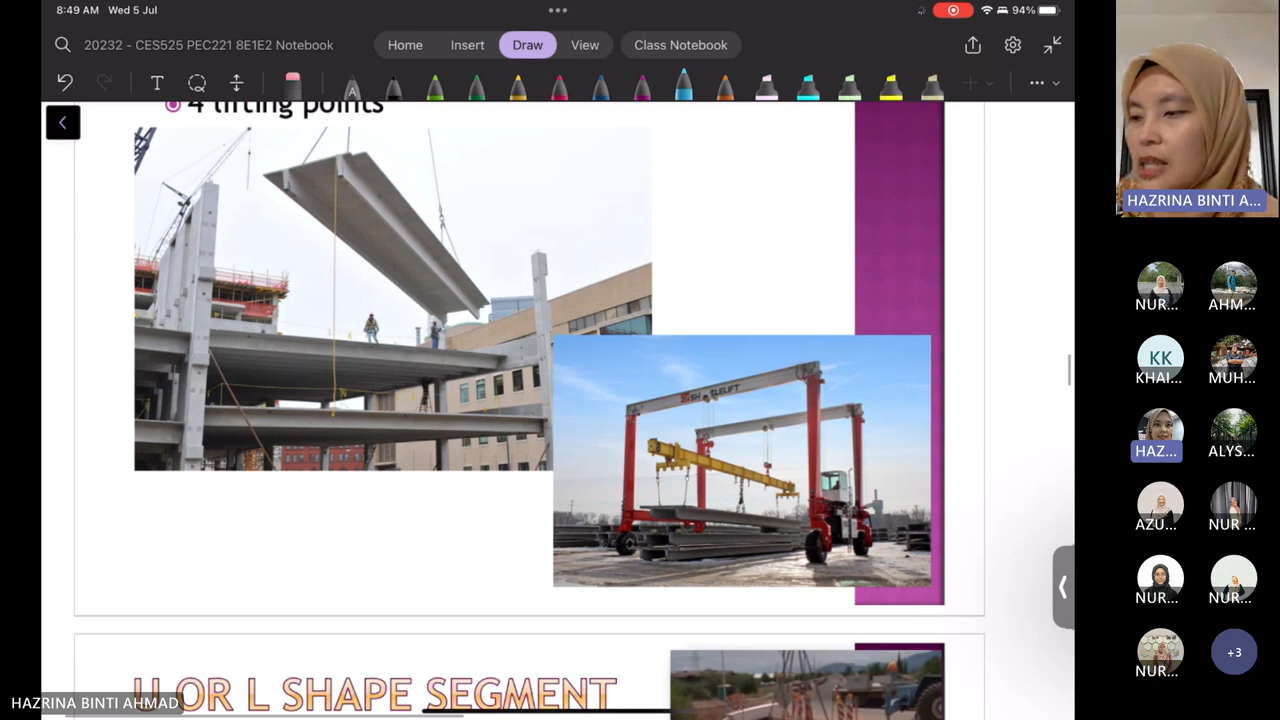 8:49 AM Wed 5 Jul
94%
20232 - CES525 PEC221 8E1E2 Notebook
Home Insert Draw View Class Notebook
T
A
4 lifting points
U OR L SHAPE SEGMENT
HAZRINA BINTI AHMAD
HAZRINA BINTI A...
NUR... AHM...
KK
KHAI... MUH...
HAZ... ALYS...
AZU... NUR ...
NUR... NUR...
NUR... +3